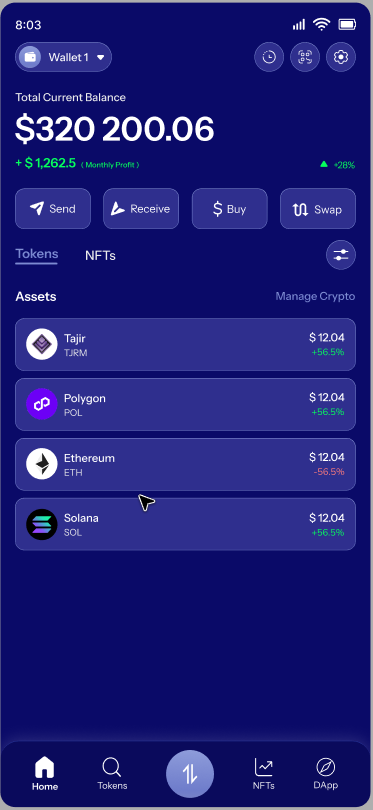 8:03
Wallet 1
Total Current Balance
$320 200.06
+ $ 1,262.5 ( Monthly Profit ) +28%
Send Receive Buy Swap
Tokens NFTs
Assets Manage Crypto
Tajir $ 12.04
TJRM +56.5%
Polygon $ 12.04
POL +56.5%
Ethereum $ 12.04
ETH -56.5%
Solana $ 12.04
SOL +56.5%
Home Tokens NFTs DApp